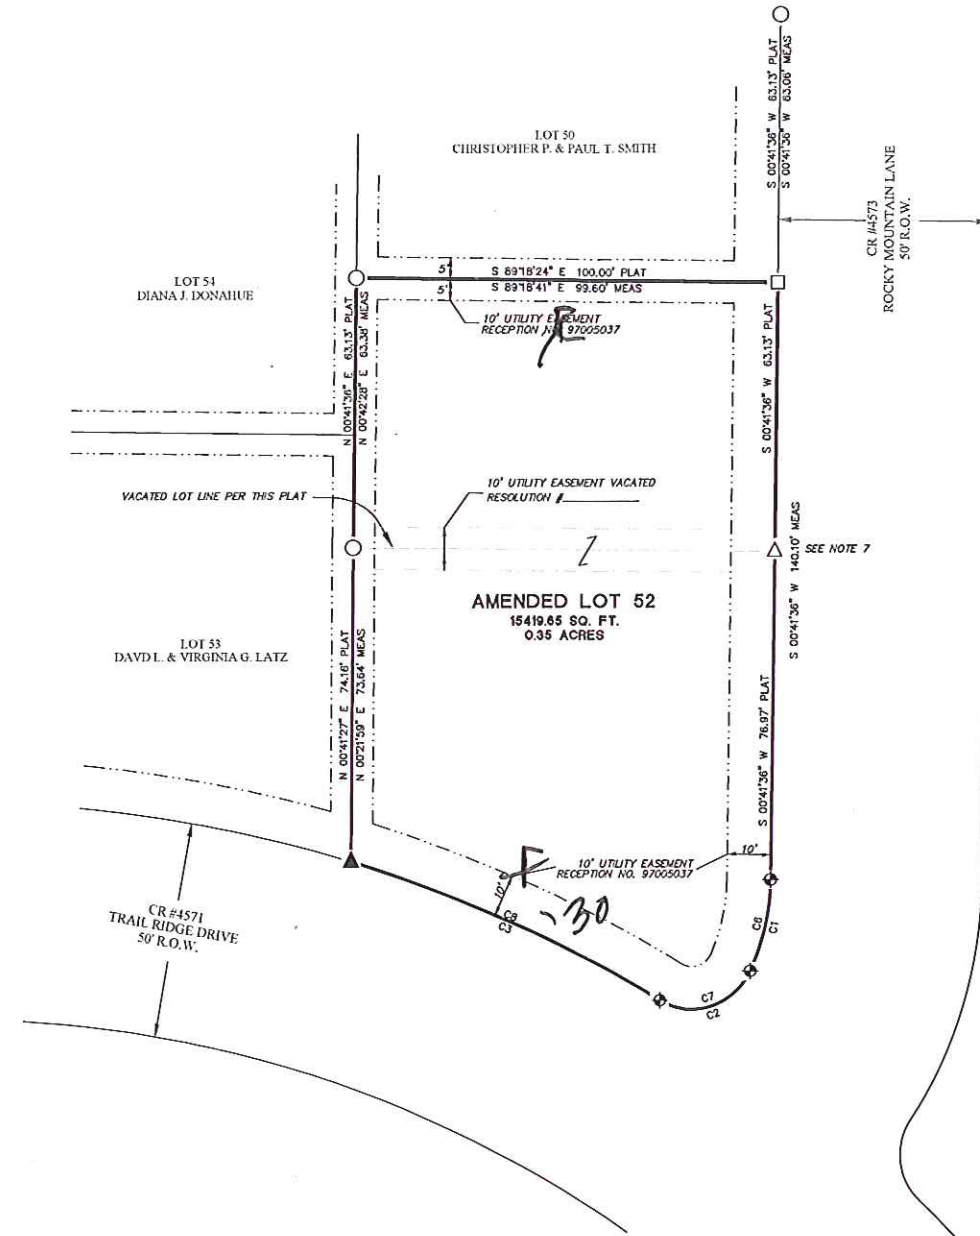 S 00°41'36" W 63.13' PLAT
S 00°41'36" W 63.06' MEAS
LOT 50
CHRISTOPHER P. & PAUL T. SMITH
CR #4573
ROCKY MOUNTAIN LANE
50' R.O.W.
LOT 54
DIANA J. DONAHUE
5'
5'
S 89°18'24" E 100.00' PLAT
S 89°18'41" E 99.60' MEAS
10' UTILITY EASEMENT
RECEPTION NO. 97005037
N 00°41'36" E 63.13' PLAT
N 00°42'28" E 63.38' MEAS
S 00°41'36" W 63.13' PLAT
10' UTILITY EASEMENT VACATED
RESOLUTION #
VACATED LOT LINE PER THIS PLAT
SEE NOTE 7
S 00°41'36" W 140.10' MEAS
AMENDED LOT 52
15419.65 SQ. FT.
0.35 ACRES
LOT 53
DAVD L. & VIRGINIA G. LATZ
N 00°41'27" E 74.16' PLAT
N 00°21'59" E 73.64' MEAS
S 00°41'36" W 76.97' PLAT
10'
10' UTILITY EASEMENT
RECEPTION NO. 97005037
10'
30
C8
C3
C6
C1
C7
C2
CR #4571
TRAIL RIDGE DRIVE
50' R.O.W.